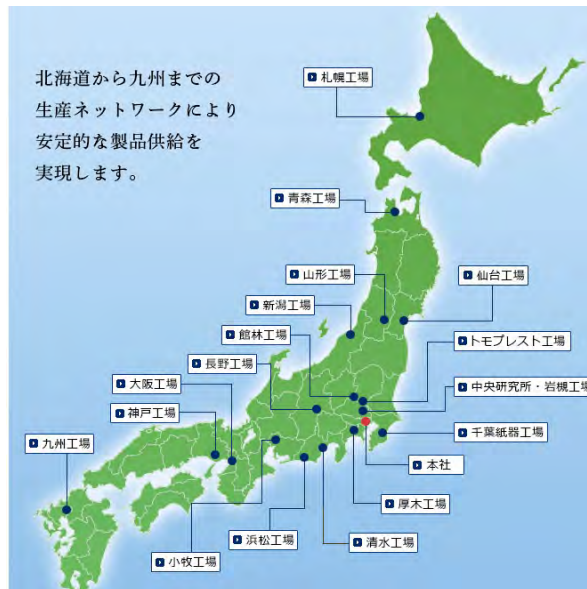 北海道から九州までの
生産ネットワークにより
安定的な製品供給を
実現します。
札幌工場
青森工場
山形工場
仙台工場
新潟工場
館林工場
トモプレスト工場
長野工場
大阪工場
中央研究所・岩槻工場
神戸工場
千葉紙器工場
九州工場
本社
厚木工場
浜松工場
清水工場
小牧工場